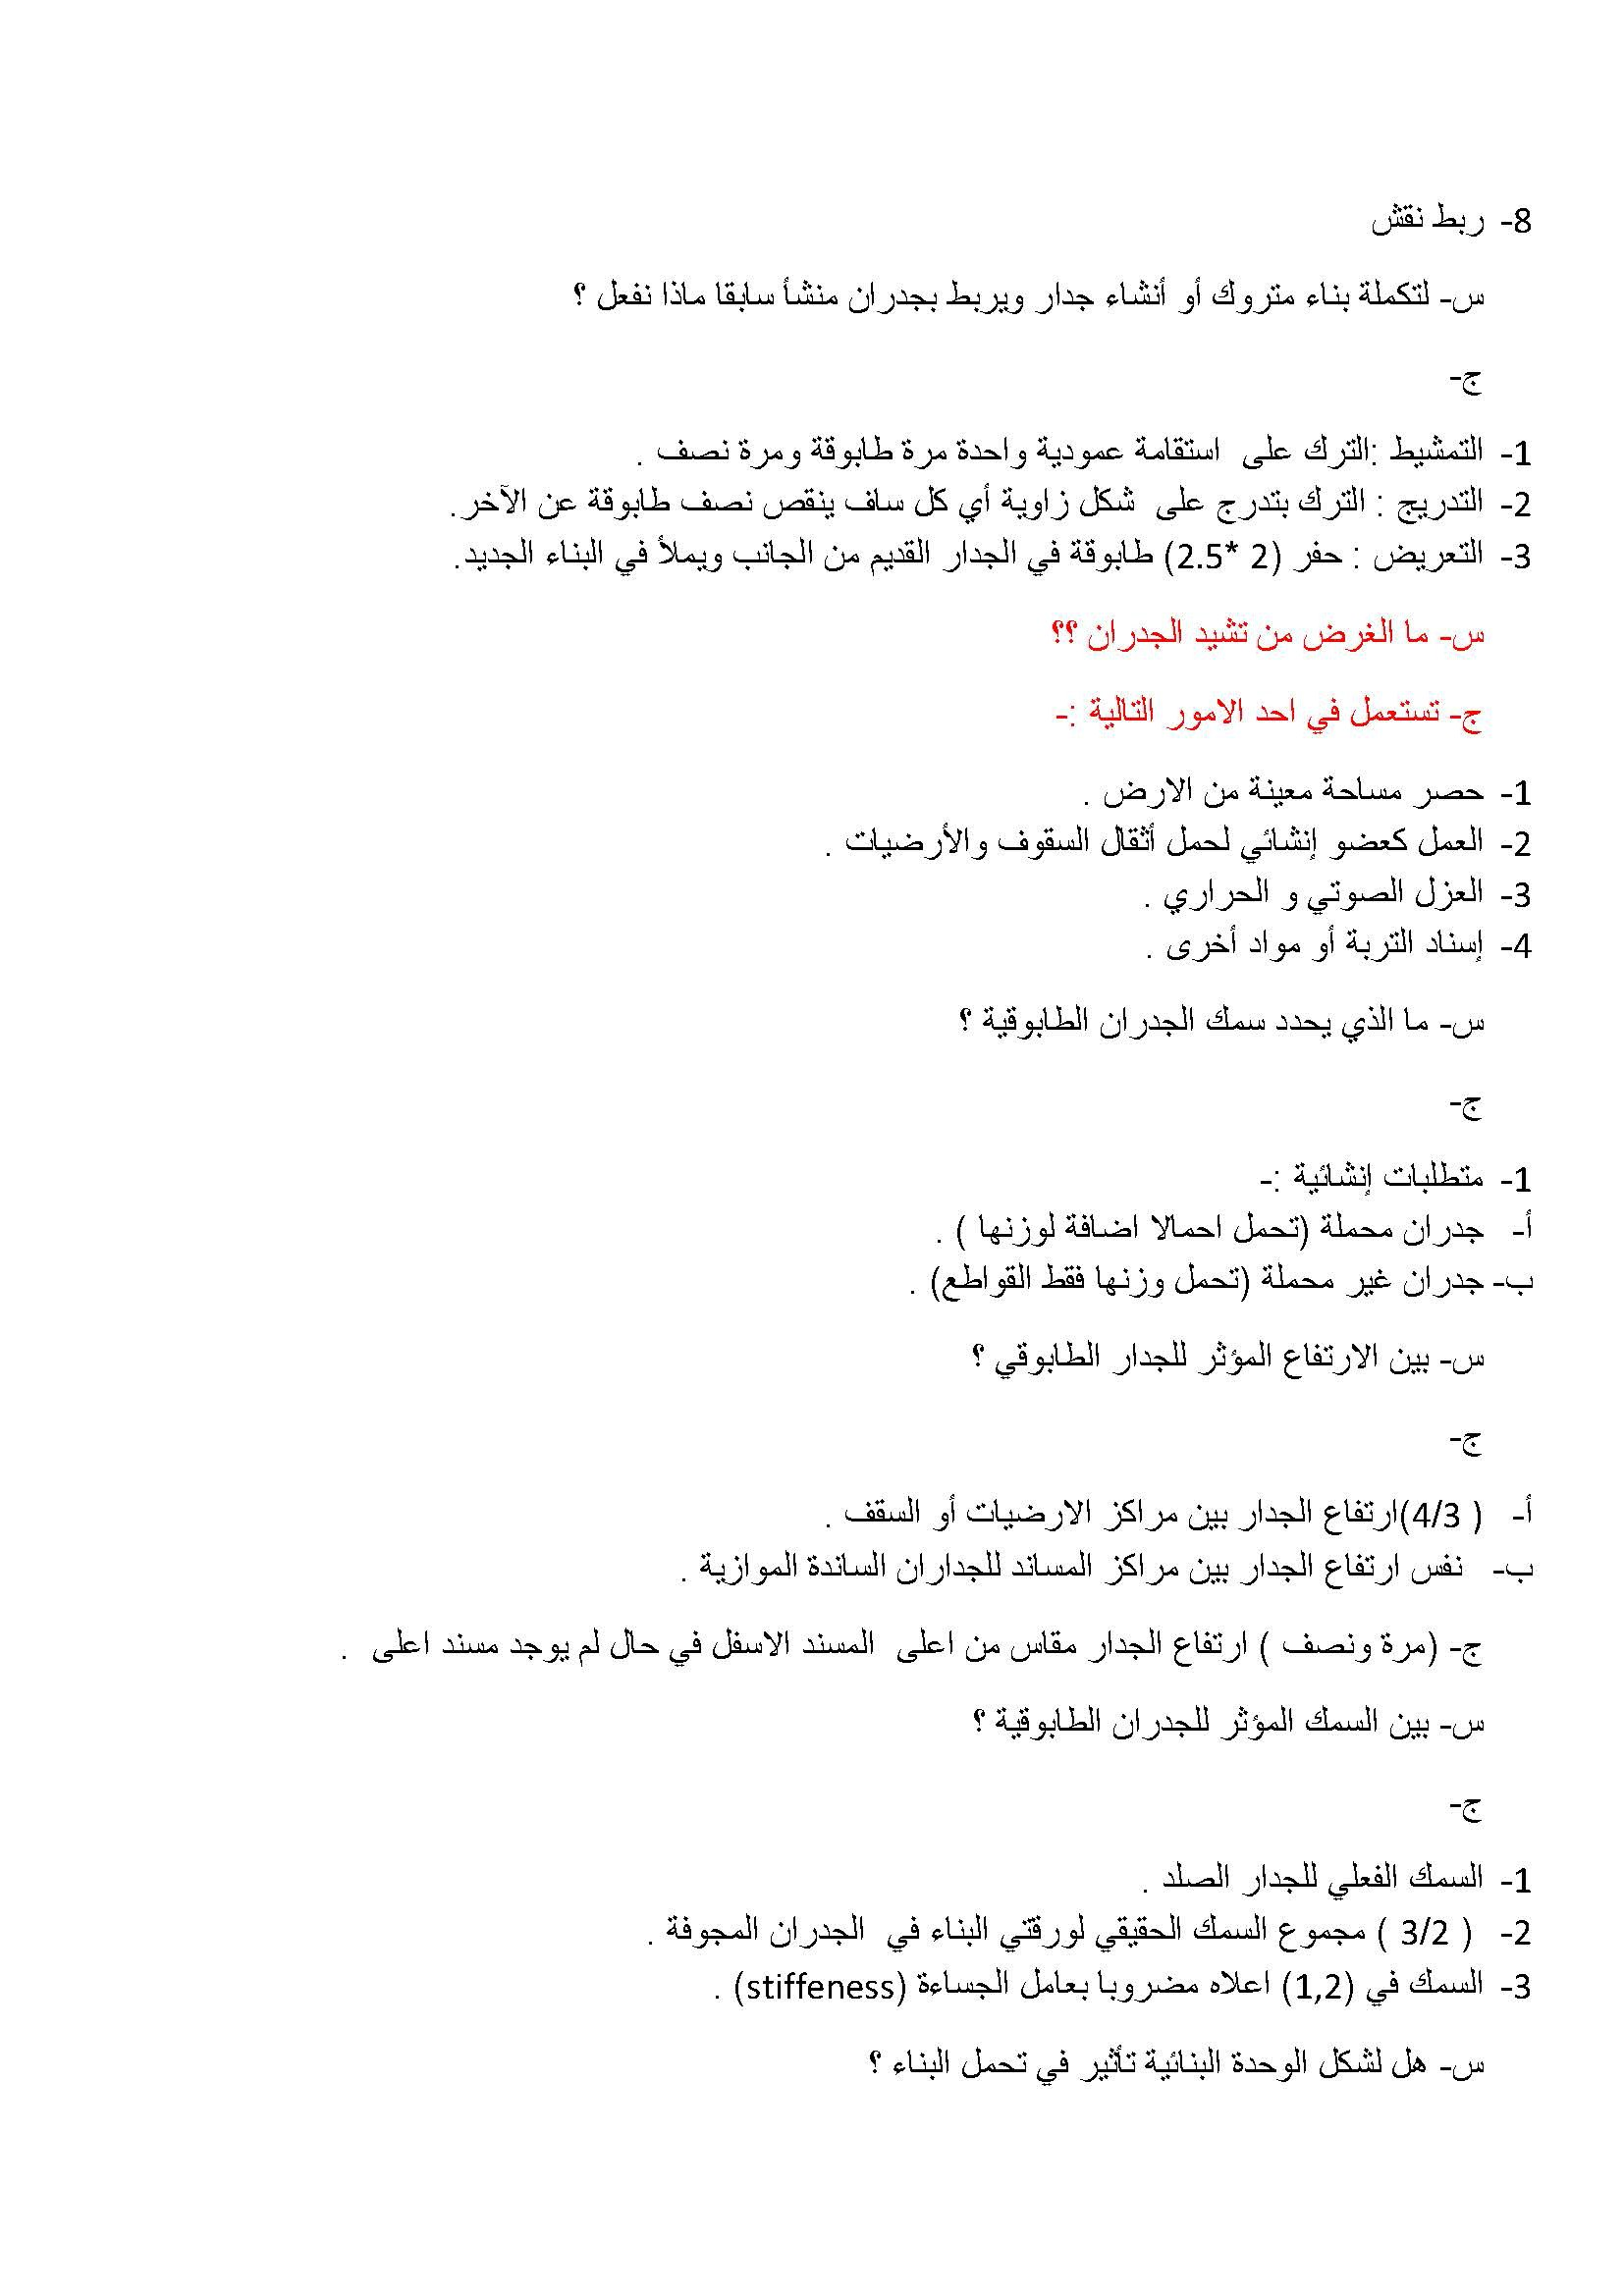 8- ربط نقش
س- لتكملة بناء متروك أو أنشاء جدار ويربط بجدران منشأ سابقا ماذا نفعل ؟
ج-
1- التمشيط :الترك على استقامة عمودية واحدة مرة طابوقة ومرة نصف .
2- التدريج : الترك بتدرج على شكل زاوية أي كل ساف ينقص نصف طابوقة عن الآخر.
3- التعريض : حفر (2 *2.5) طابوقة في الجدار القديم من الجانب ويملأ في البناء الجديد.
س- ما الغرض من تشيد الجدران ؟؟
ج- تستعمل في احد الامور التالية :-
1- حصر مساحة معينة من الارض .
2- العمل كعضو إنشائي لحمل أثقال السقوف والأرضيات .
3- العزل الصوتي و الحراري .
4- إسناد التربة أو مواد أخرى .
س- ما الذي يحدد سمك الجدران الطابوقية ؟
ج-
1- متطلبات إنشائية :-
أ- جدران محملة (تحمل احمالا اضافة لوزنها ) .
ب- جدران غير محملة (تحمل وزنها فقط القواطع) .
س- بين الارتفاع المؤثر للجدار الطابوقي ؟
ج-
أ- ( 4/3)ارتفاع الجدار بين مراكز الارضيات أو السقف .
ب- نفس ارتفاع الجدار بين مراكز المساند للجداران الساندة الموازية .
ج- (مرة ونصف ) ارتفاع الجدار مقاس من اعلى المسند الاسفل في حال لم يوجد مسند اعلى .
س- بين السمك المؤثر للجدران الطابوقية ؟
ج-
1- السمك الفعلي للجدار الصلد .
2- ( 3/2 ) مجموع السمك الحقيقي لورقتي البناء في الجدران المجوفة .
3- السمك في (1,2) اعلاه مضروبا بعامل الجساءة (stiffeness) .
س- هل لشكل الوحدة البنائية تأثير في تحمل البناء ؟